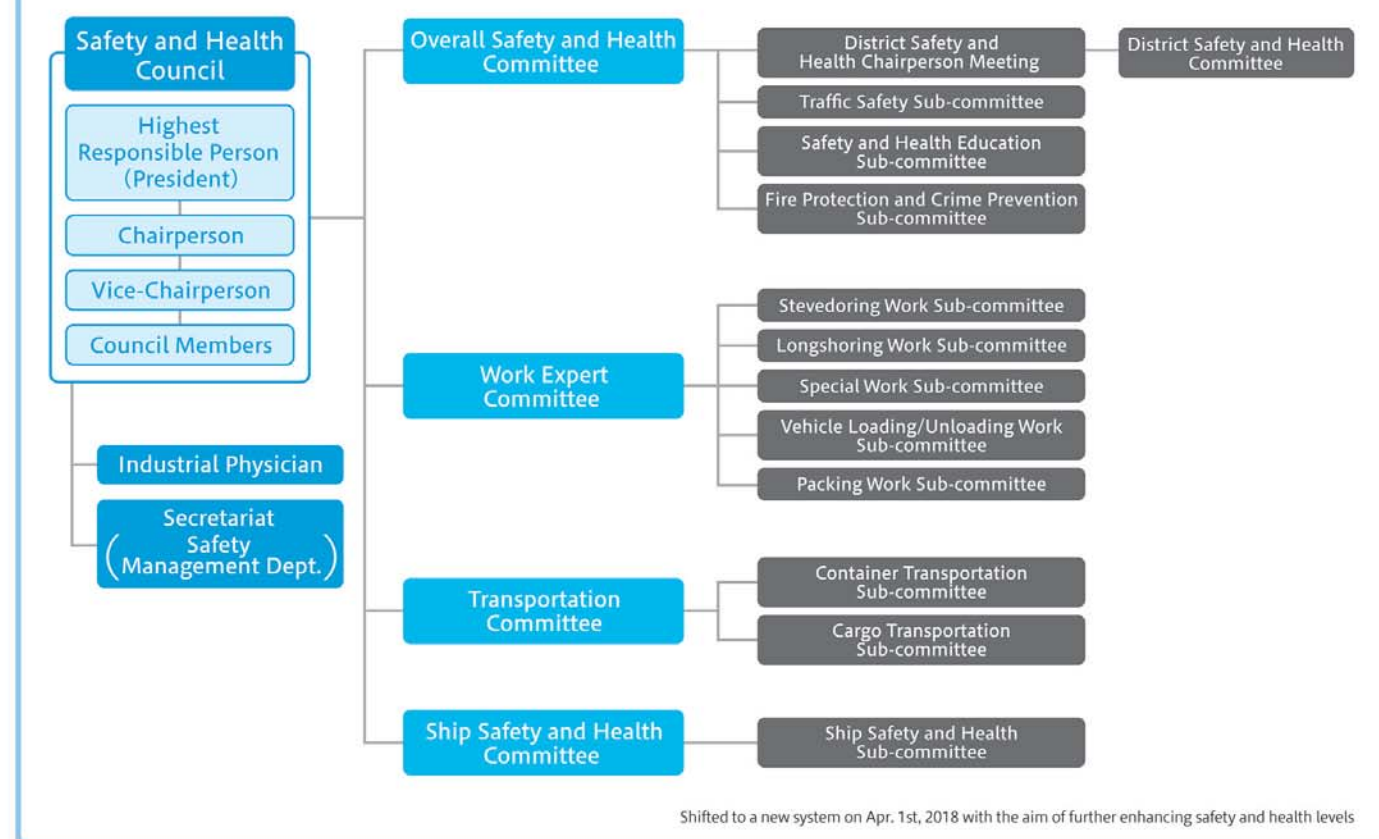 Safety and Health
Council
Highest
Responsible Person
(President)
Chairperson
Vice-Chairperson
Council Members
Industrial Physician
Secretariat
(Safety
Management Dept.)
Overall Safety and Health
Committee
District Safety and
Health Chairperson Meeting
District Safety and Health
Committee
Traffic Safety Sub-committee
Safety and Health Education
Sub-committee
Fire Protection and Crime Prevention
Sub-committee
Work Expert
Committee
Stevedoring Work Sub-committee
Longshoring Work Sub-committee
Special Work Sub-committee
Vehicle Loading/Unloading Work
Sub-committee
Packing Work Sub-committee
Transportation
Committee
Container Transportation
Sub-committee
Cargo Transportation
Sub-committee
Ship Safety and Health
Committee
Ship Safety and Health
Sub-committee
Shifted to a new system on Apr. 1st, 2018 with the aim of further enhancing safety and health levels